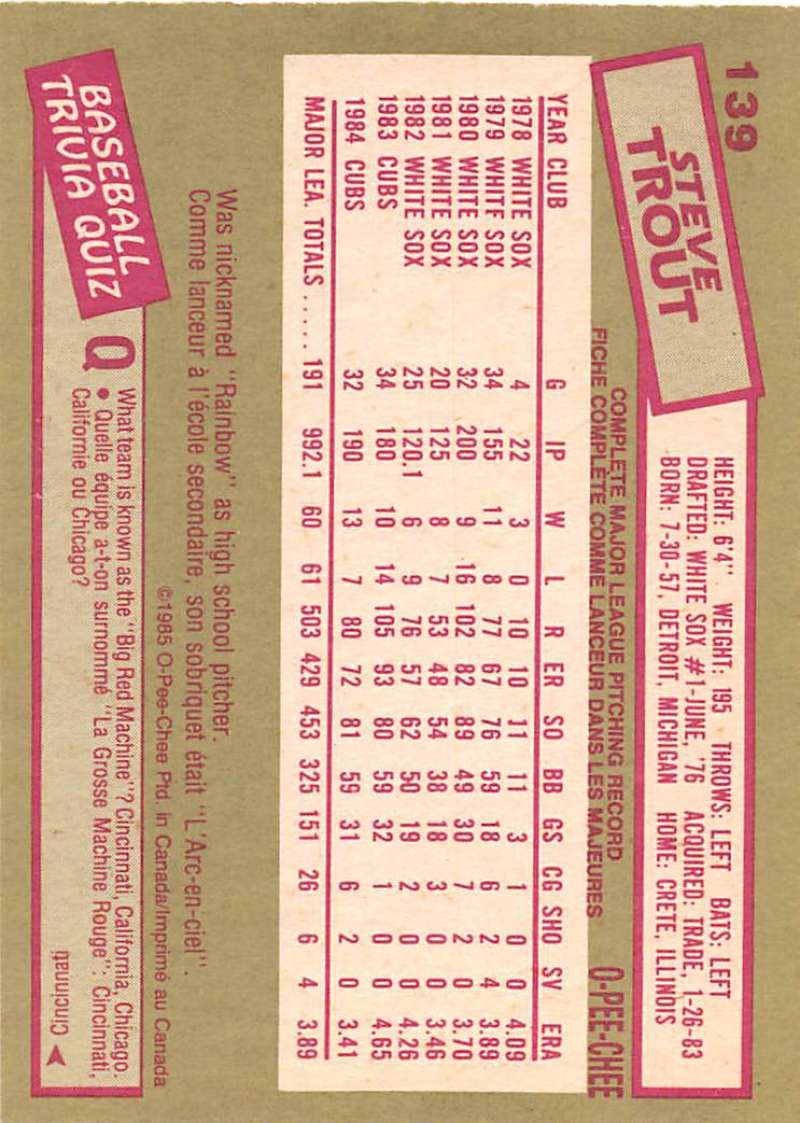 139
STEVE
TROUT
HEIGHT: 6'4" WEIGHT: 195 THROWS: LEFT BATS: LEFT
DRAFTED: WHITE SOX #1-JUNE, '76 ACQUIRED: TRADE, 1-26-83
BORN: 7-30-57, DETROIT, MICHIGAN HOME: CRETE, ILLINOIS
COMPLETE MAJOR LEAGUE PITCHING RECORD
FICHE COMPLÈTE COMME LANCEUR DANS LES MAJEURES
O-PEE-CHEE
YEAR CLUB G IP W L R ER SO BB GS CG SHO SV ERA
1978 WHITE SOX 4 22 3 0 10 10 11 11 3 1 0 0 4.09
1979 WHITE SOX 34 155 11 8 77 67 76 59 18 6 2 4 3.89
1980 WHITE SOX 32 200 9 16 102 82 89 49 30 7 2 0 3.70
1981 WHITE SOX 20 125 8 7 53 48 54 38 18 3 0 0 3.46
1982 WHITE SOX 25 120.1 6 9 76 57 62 50 19 2 0 0 4.26
1983 CUBS 34 180 10 14 105 93 80 59 32 1 0 0 4.65
1984 CUBS 32 190 13 7 80 72 81 59 31 6 2 0 3.41
MAJOR LEA. TOTALS ..... 191 992.1 60 61 503 429 453 325 151 26 6 4 3.89
Was nicknamed "Rainbow" as high school pitcher.
Comme lanceur à l'école secondaire, son sobriquet était "L'Arc-en-ciel".
©1985 O-Pee-Chee Ptd. in Canada/Imprimé au Canada
BASEBALL
TRIVIA QUIZ
Q
What team is known as the "Big Red Machine"? Cincinnati, California, Chicago.
• Quelle équipe a-t-on surnommé "La Grosse Machine Rouge": Cincinnati,
Californie ou Chicago?
Cincinnati